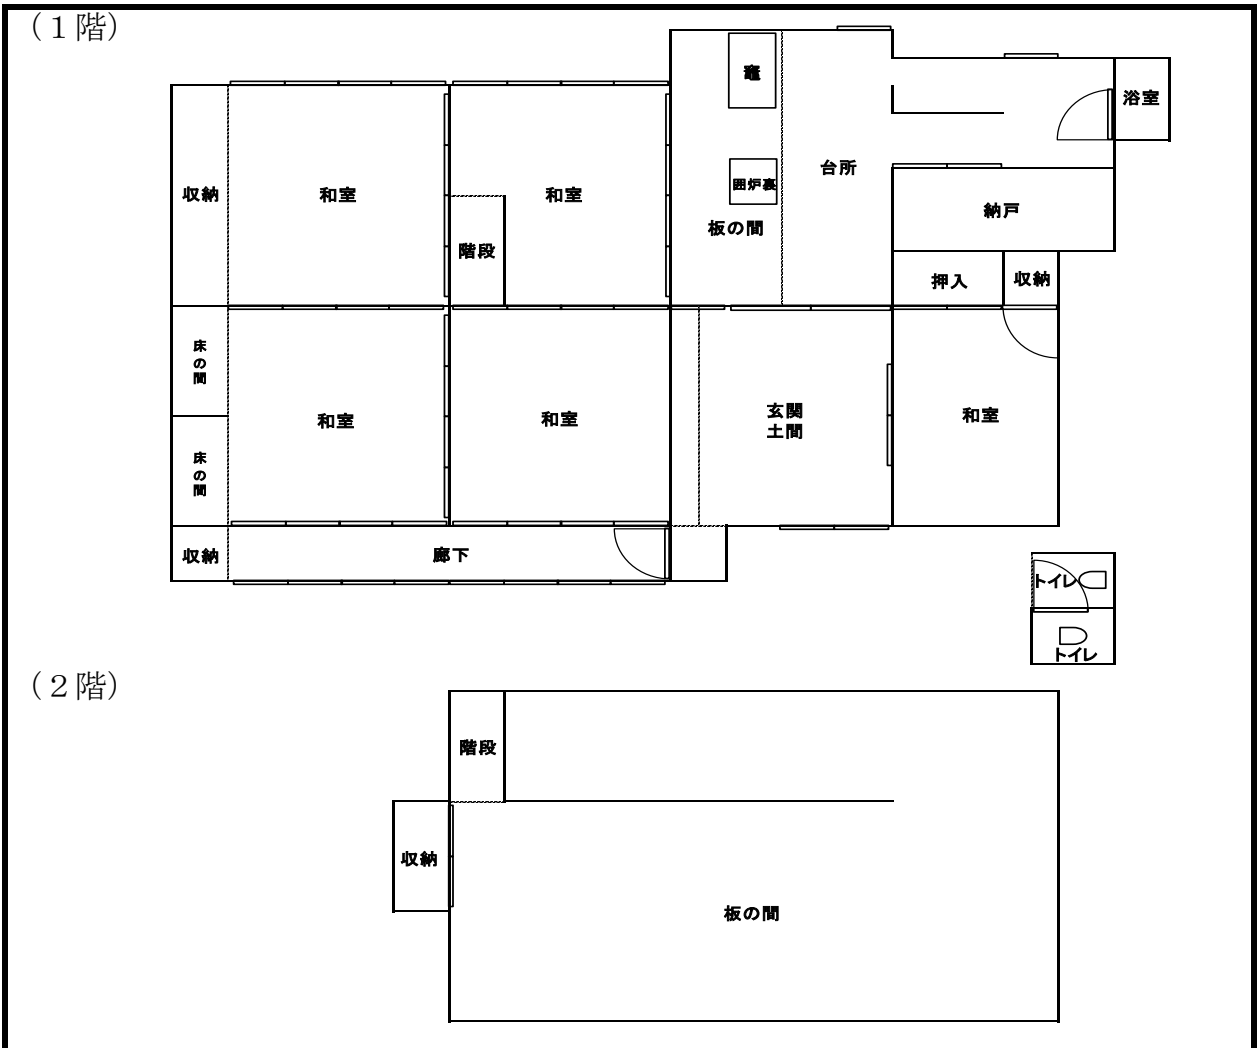 （１階）
竈
浴室
台所
収納
和室
和室
囲炉裏
納戸
板の間
階段
押入
収納
床の間
玄関
土間
和室
和室
和室
床の間
収納
廊下
トイレ
トイレ
（２階）
階段
収納
板の間